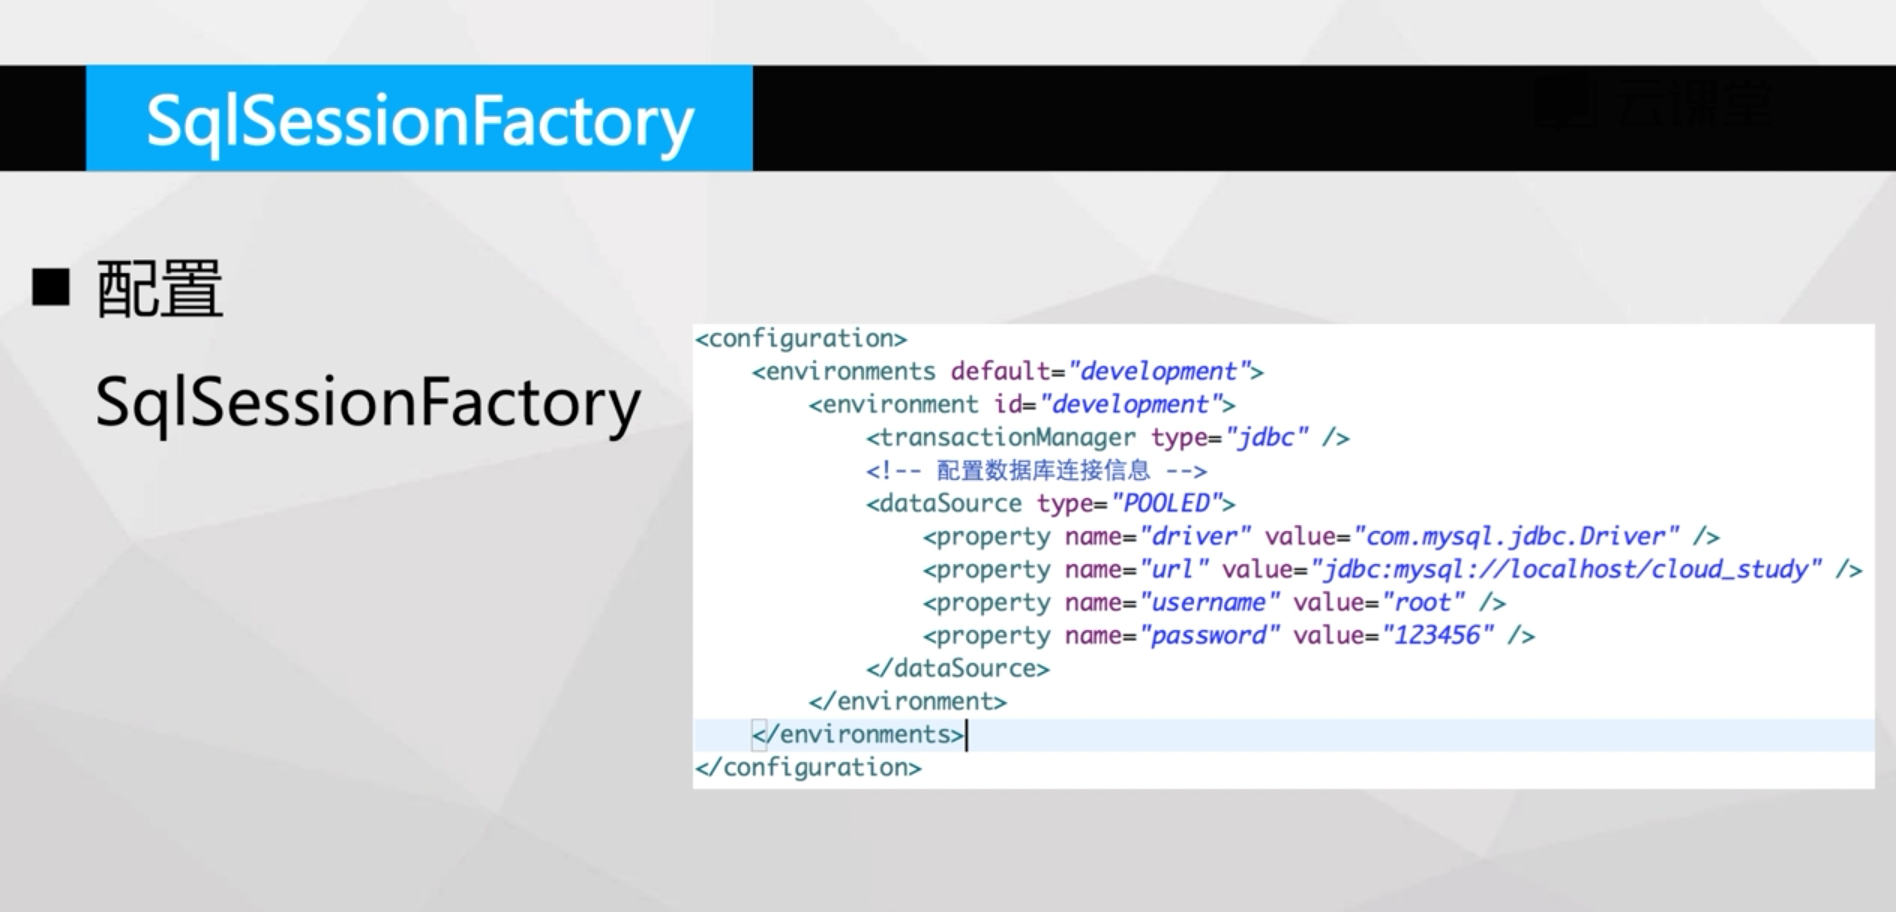 SqlSessionFactory
云课堂
■ 配置
SqlSessionFactory
<configuration>
<environments default="development">
<environment id="development">
<transactionManager type="jdbc" />
<!-- 配置数据库连接信息 -->
<dataSource type="POOLED">
<property name="driver" value="com.mysql.jdbc.Driver" />
<property name="url" value="jdbc:mysql://localhost/cloud_study" />
<property name="username" value="root" />
<property name="password" value="123456" />
</dataSource>
</environment>
</environments>
</configuration>